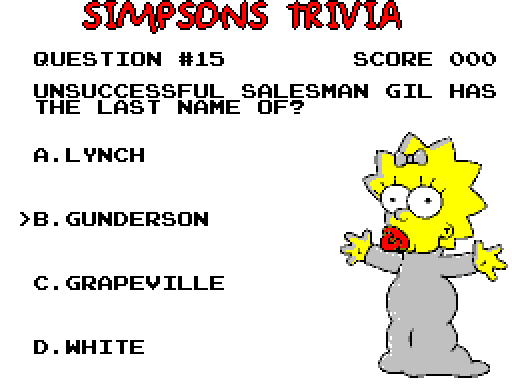 SIMPSONS TRIVIA
QUESTION #15 SCORE 000
UNSUCCESSFUL SALESMAN GIL HAS
THE LAST NAME OF?
A.LYNCH
>B.GUNDERSON
C.GRAPEVILLE
D.WHITE